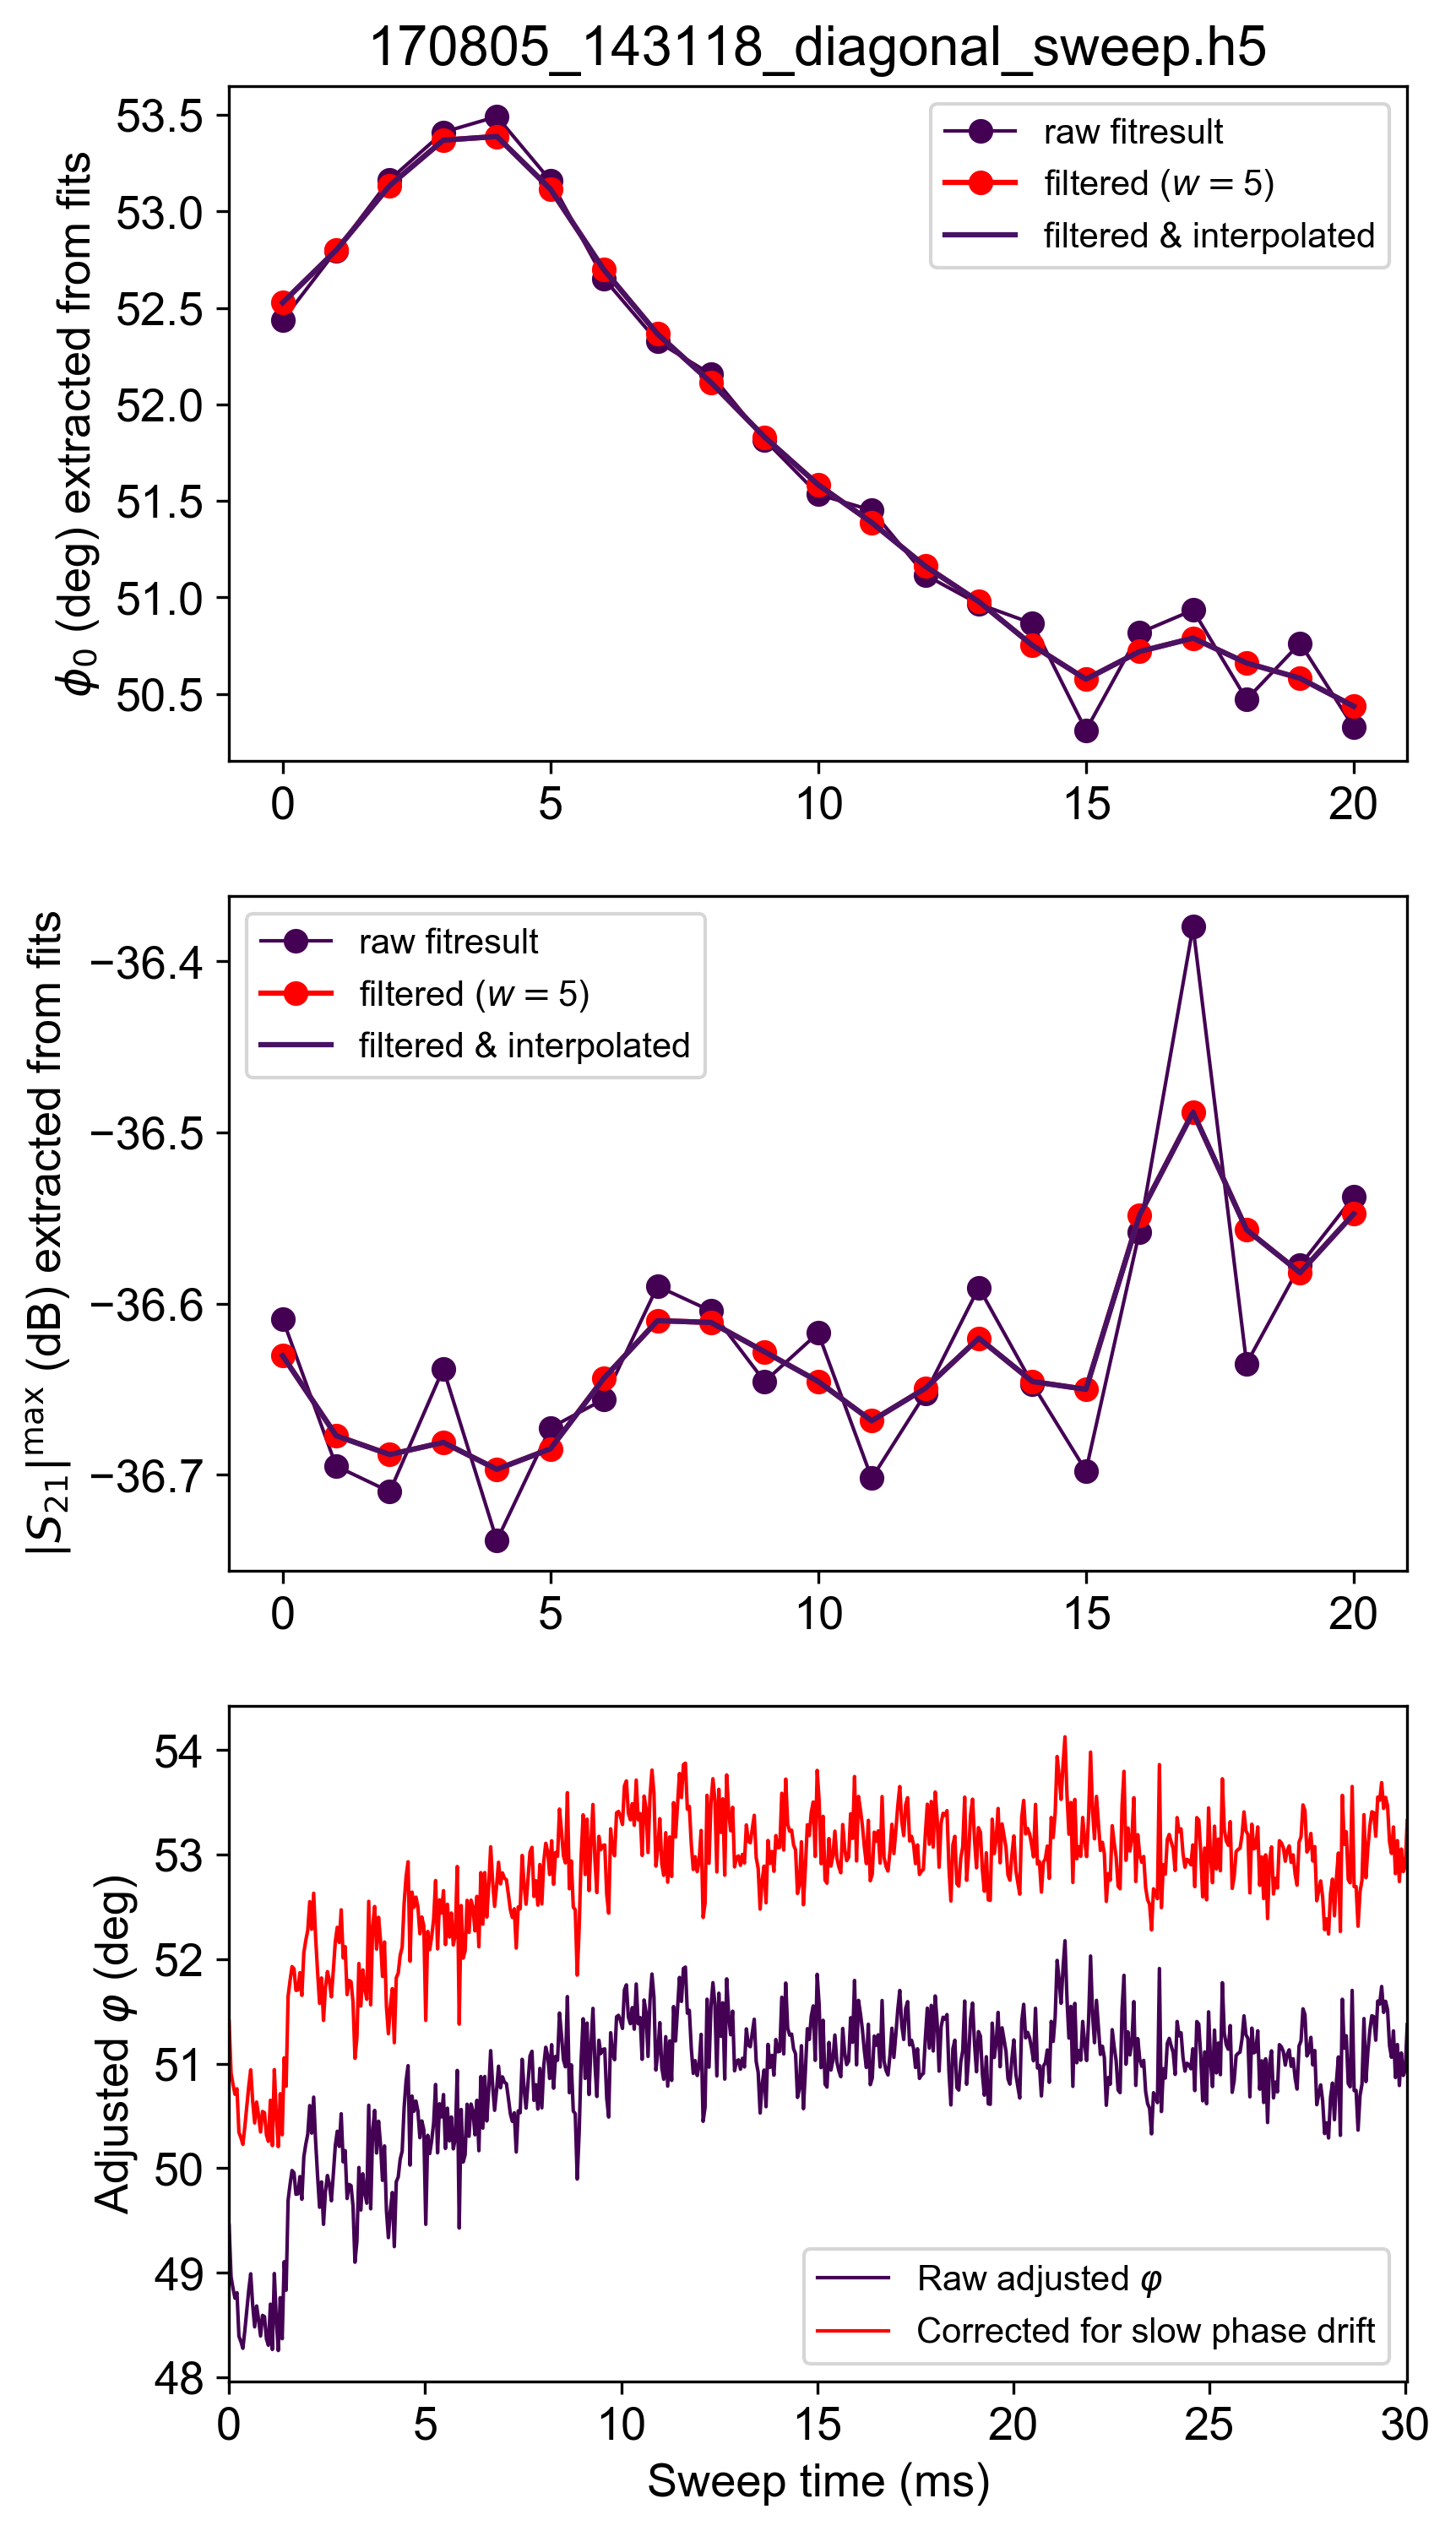 170805_143118_diagonal_sweep.h5
53.5
53.0
52.5
52.0
51.5
51.0
50.5
ϕ₀ (deg) extracted from fits
raw fitresult
filtered (w = 5)
filtered & interpolated
0 5 10 15 20
−36.4
−36.5
−36.6
−36.7
|S₂₁|ᵐᵃˣ (dB) extracted from fits
raw fitresult
filtered (w = 5)
filtered & interpolated
0 5 10 15 20
54
53
52
51
50
49
48
Adjusted φ (deg)
Raw adjusted φ
Corrected for slow phase drift
0 5 10 15 20 25 30
Sweep time (ms)